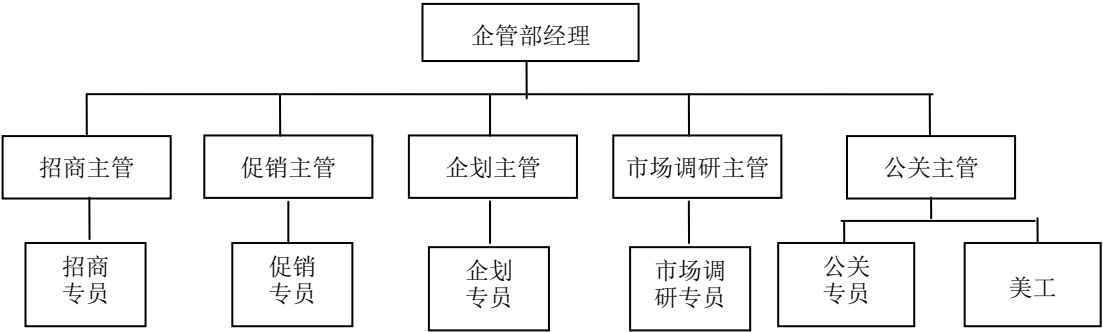 企管部经理
招商主管
促销主管
企划主管
市场调研主管
公关主管
招商
专员
促销
专员
企划
专员
市场调
研专员
公关
专员
美工